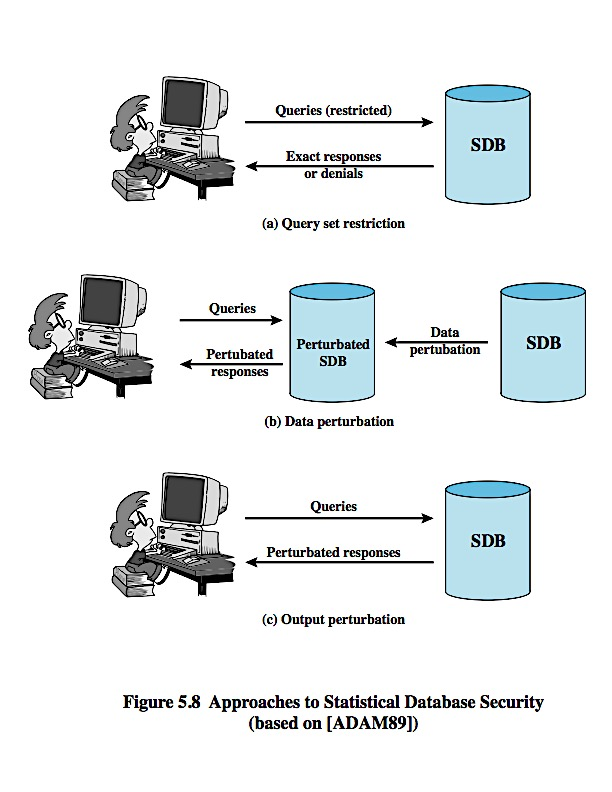 Queries (restricted)
Exact responses
or denials
SDB
(a) Query set restriction
Queries
Pertubated
responses
Perturbated
SDB
Data
pertubation
SDB
(b) Data perturbation
Queries
Perturbated responses
SDB
(c) Output perturbation
Figure 5.8 Approaches to Statistical Database Security
(based on [ADAM89])